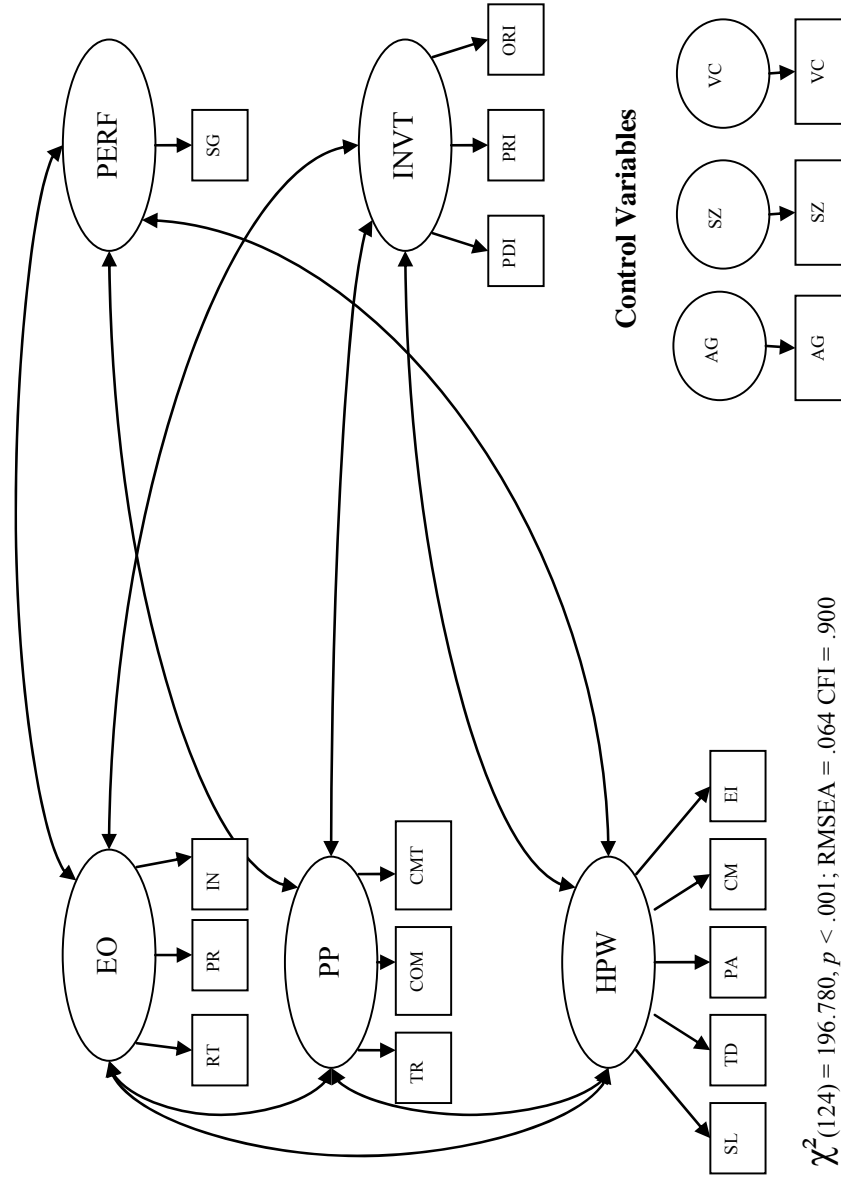 EO
PERF
RT
PR
IN
SG
PP
INVT
TR
COM
CMT
PDI
PRI
ORI
HPW
SL
TD
PA
CM
EI
Control Variables
AG
SZ
VC
AG
SZ
VC
χ² (124) = 196.780, p < .001; RMSEA = .064 CFI = .900